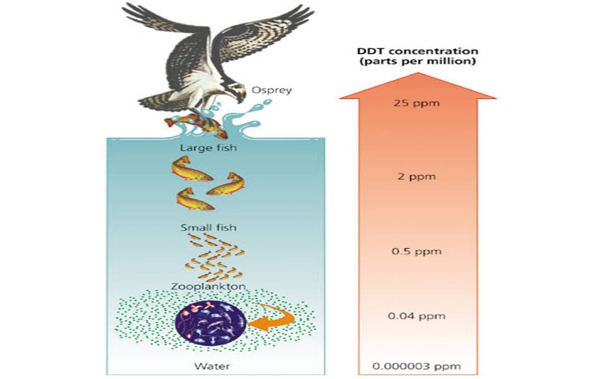 DDT concentration
(parts per million)
Osprey
25 ppm
Large fish
2 ppm
Small fish
0.5 ppm
Zooplankton
0.04 ppm
Water
0.000003 ppm